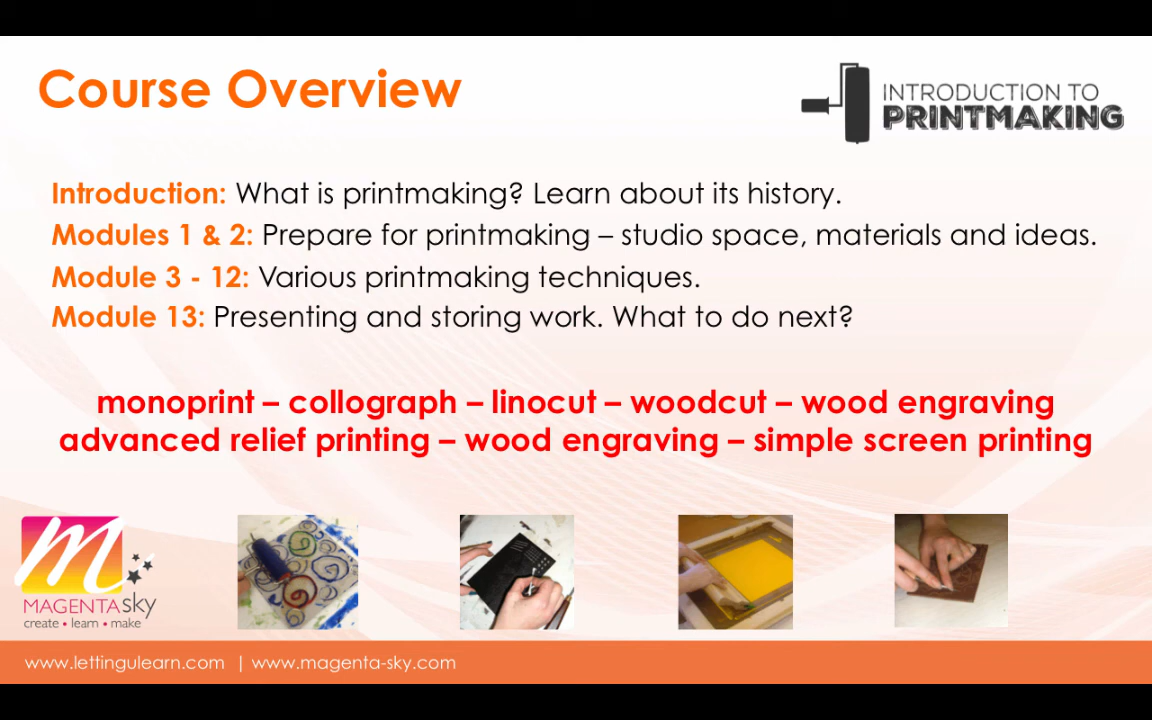 Course Overview
INTRODUCTION TO
PRINTMAKING
Introduction: What is printmaking? Learn about its history.
Modules 1 & 2: Prepare for printmaking – studio space, materials and ideas.
Module 3 - 12: Various printmaking techniques.
Module 13: Presenting and storing work. What to do next?
monoprint – collograph – linocut – woodcut – wood engraving
advanced relief printing – wood engraving – simple screen printing
m
MAGENTAsky
create • learn • make
www.lettingulearn.com | www.magenta-sky.com